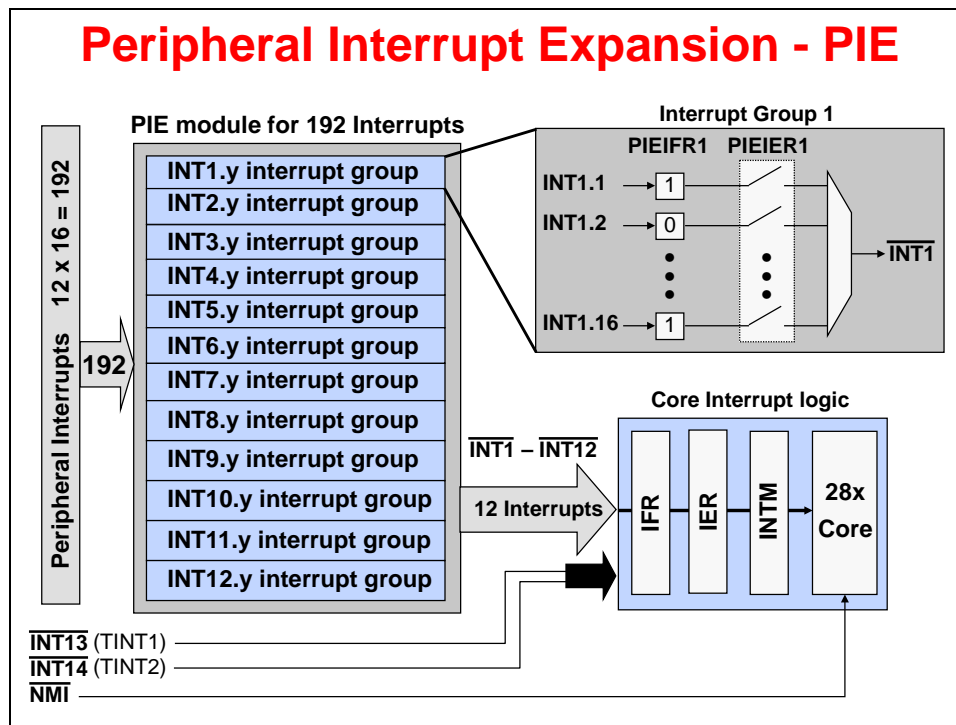 Peripheral Interrupt Expansion - PIE
Peripheral Interrupts 12 x 16 = 192
192
PIE module for 192 Interrupts
INT1.y interrupt group
INT2.y interrupt group
INT3.y interrupt group
INT4.y interrupt group
INT5.y interrupt group
INT6.y interrupt group
INT7.y interrupt group
INT8.y interrupt group
INT9.y interrupt group
INT10.y interrupt group
INT11.y interrupt group
INT12.y interrupt group
Interrupt Group 1
PIEIFR1 PIEIER1
INT1.1 1
INT1.2 0
INT1.16 1
INT1
Core Interrupt logic
INT1 – INT12
12 Interrupts
IFR
IER
INTM
28x
Core
INT13 (TINT1)
INT14 (TINT2)
NMI